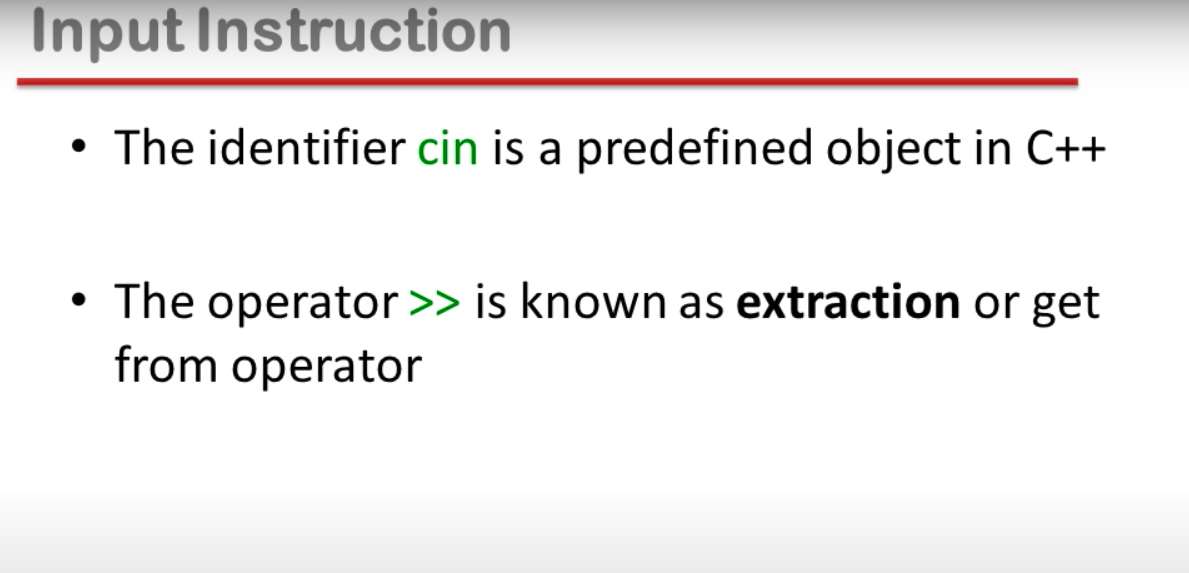 Input Instruction
• The identifier cin is a predefined object in C++
• The operator >> is known as extraction or get
from operator